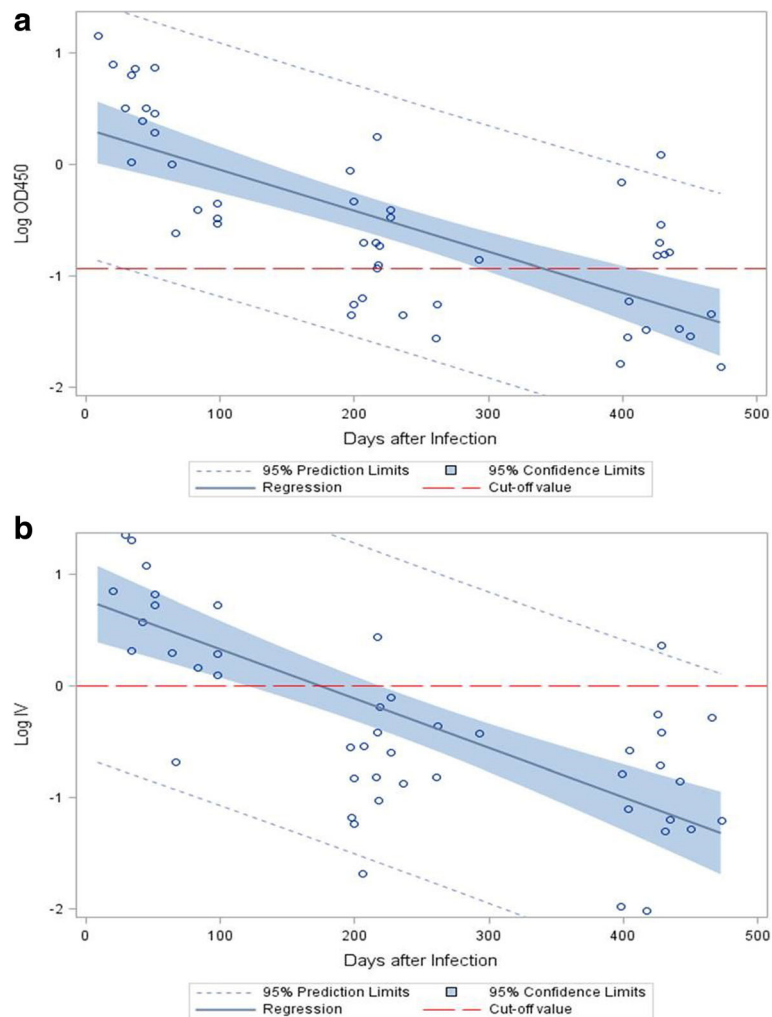 a
1
0
-1
-2
Log OD450
0 100 200 300 400 500
Days after Infection
95% Prediction Limits 95% Confidence Limits
Regression Cut-off value
b
1
0
-1
-2
Log IV
0 100 200 300 400 500
Days after Infection
95% Prediction Limits 95% Confidence Limits
Regression Cut-off value